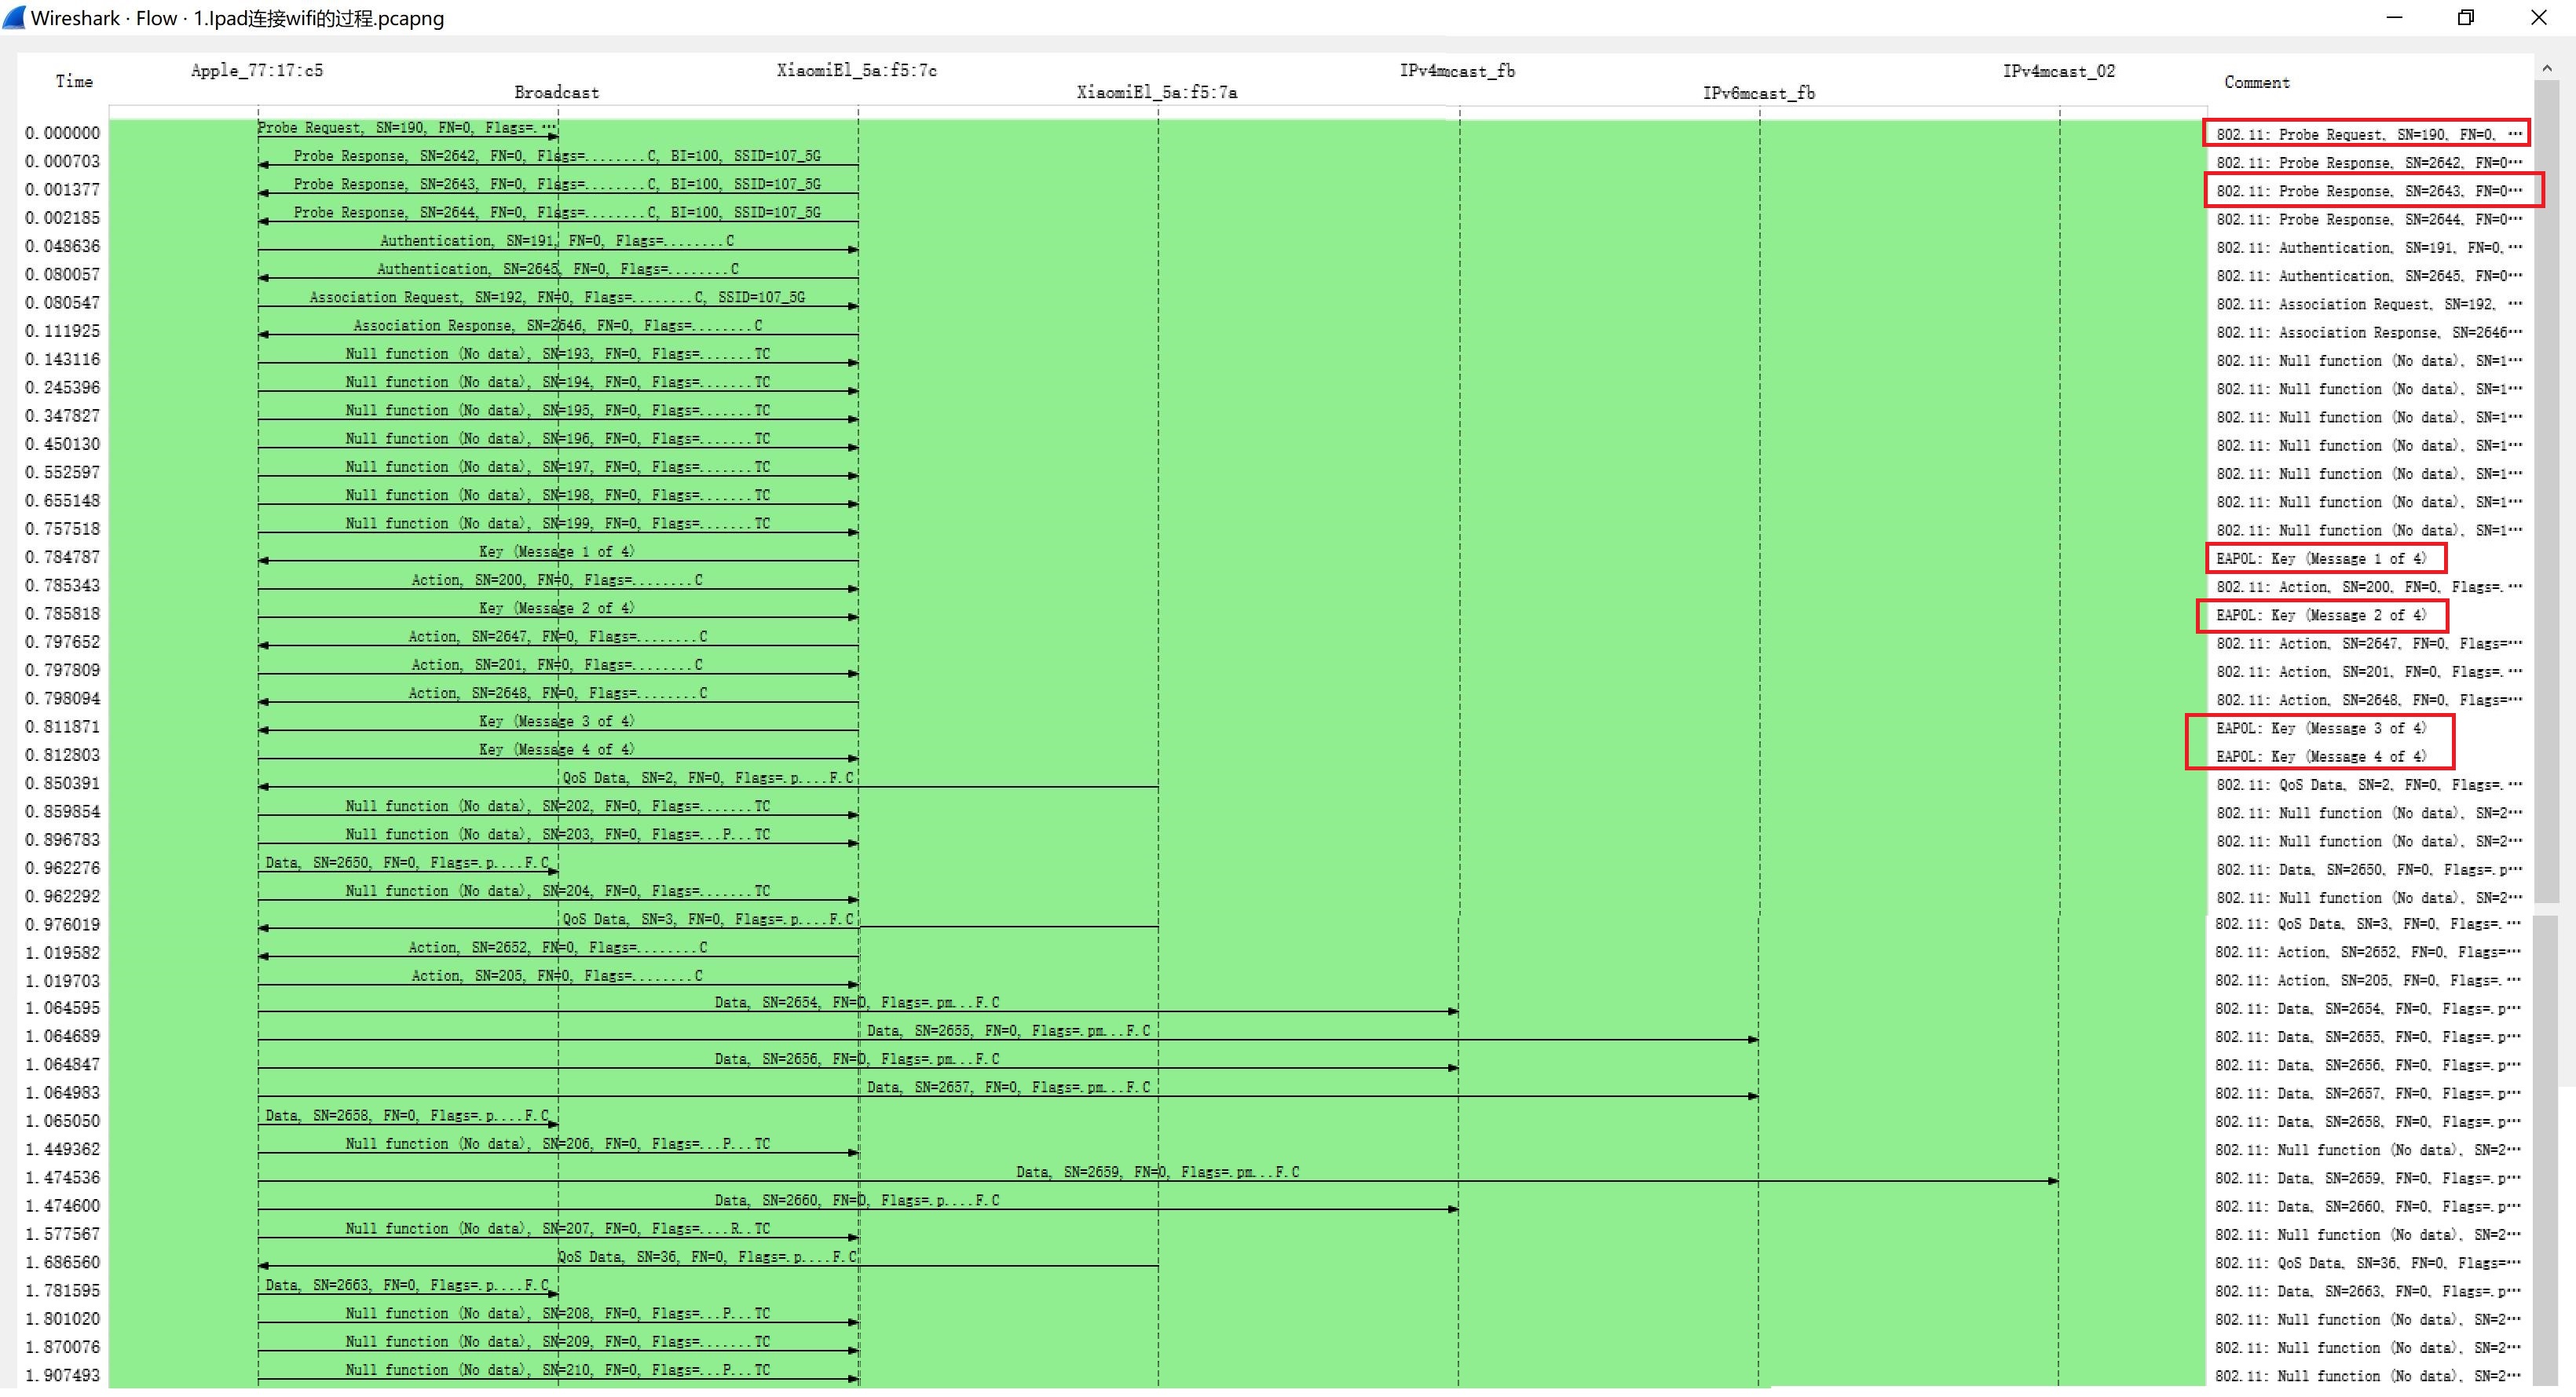 Wireshark · Flow · 1.Ipad连接wifi的过程.pcapng
Time Apple_77:17:c5 Broadcast XiaomiEl_5a:f5:7c XiaomiEl_5a:f5:7a IPv4mcast_fb IPv6mcast_fb IPv4mcast_02 Comment
0.000000 Probe Request, SN=190, FN=0, Flags=.··· 802.11: Probe Request, SN=190, FN=0, ···
0.000703 Probe Response, SN=2642, FN=0, Flags=........C, BI=100, SSID=107_5G 802.11: Probe Response, SN=2642, FN=0···
0.001377 Probe Response, SN=2643, FN=0, Flags=........C, BI=100, SSID=107_5G 802.11: Probe Response, SN=2643, FN=0···
0.002185 Probe Response, SN=2644, FN=0, Flags=........C, BI=100, SSID=107_5G 802.11: Probe Response, SN=2644, FN=0···
0.048636 Authentication, SN=191, FN=0, Flags=........C 802.11: Authentication, SN=191, FN=0, ···
0.080057 Authentication, SN=2645, FN=0, Flags=........C 802.11: Authentication, SN=2645, FN=0···
0.080547 Association Request, SN=192, FN=0, Flags=........C, SSID=107_5G 802.11: Association Request, SN=192, ···
0.111925 Association Response, SN=2646, FN=0, Flags=........C 802.11: Association Response, SN=2646···
0.143116 Null function (No data), SN=193, FN=0, Flags=.......TC 802.11: Null function (No data), SN=1···
0.245396 Null function (No data), SN=194, FN=0, Flags=.......TC 802.11: Null function (No data), SN=1···
0.347827 Null function (No data), SN=195, FN=0, Flags=.......TC 802.11: Null function (No data), SN=1···
0.450130 Null function (No data), SN=196, FN=0, Flags=.......TC 802.11: Null function (No data), SN=1···
0.552597 Null function (No data), SN=197, FN=0, Flags=.......TC 802.11: Null function (No data), SN=1···
0.655148 Null function (No data), SN=198, FN=0, Flags=.......TC 802.11: Null function (No data), SN=1···
0.757518 Null function (No data), SN=199, FN=0, Flags=.......TC 802.11: Null function (No data), SN=1···
0.784787 Key (Message 1 of 4) EAPOL: Key (Message 1 of 4)
0.785343 Action, SN=200, FN=0, Flags=........C 802.11: Action, SN=200, FN=0, Flags=.···
0.785818 Key (Message 2 of 4) EAPOL: Key (Message 2 of 4)
0.797652 Action, SN=2647, FN=0, Flags=........C 802.11: Action, SN=2647, FN=0, Flags=···
0.797809 Action, SN=201, FN=0, Flags=........C 802.11: Action, SN=201, FN=0, Flags=.···
0.798094 Action, SN=2648, FN=0, Flags=........C 802.11: Action, SN=2648, FN=0, Flags=···
0.811871 Key (Message 3 of 4) EAPOL: Key (Message 3 of 4)
0.812803 Key (Message 4 of 4) EAPOL: Key (Message 4 of 4)
0.850391 QoS Data, SN=2, FN=0, Flags=.p....F.C 802.11: QoS Data, SN=2, FN=0, Flags=.···
0.859854 Null function (No data), SN=202, FN=0, Flags=.......TC 802.11: Null function (No data), SN=2···
0.896783 Null function (No data), SN=203, FN=0, Flags=...P...TC 802.11: Null function (No data), SN=2···
0.962276 Data, SN=2650, FN=0, Flags=.p....F.C 802.11: Data, SN=2650, FN=0, Flags=.p···
0.962292 Null function (No data), SN=204, FN=0, Flags=.......TC 802.11: Null function (No data), SN=2···
0.976019 QoS Data, SN=3, FN=0, Flags=.p....F.C 802.11: QoS Data, SN=3, FN=0, Flags=.···
1.019582 Action, SN=2652, FN=0, Flags=........C 802.11: Action, SN=2652, FN=0, Flags=···
1.019703 Action, SN=205, FN=0, Flags=........C 802.11: Action, SN=205, FN=0, Flags=.···
1.064595 Data, SN=2654, FN=0, Flags=.pm...F.C 802.11: Data, SN=2654, FN=0, Flags=.p···
1.064689 Data, SN=2655, FN=0, Flags=.pm...F.C 802.11: Data, SN=2655, FN=0, Flags=.p···
1.064847 Data, SN=2656, FN=0, Flags=.pm...F.C 802.11: Data, SN=2656, FN=0, Flags=.p···
1.064983 Data, SN=2657, FN=0, Flags=.pm...F.C 802.11: Data, SN=2657, FN=0, Flags=.p···
1.065050 Data, SN=2658, FN=0, Flags=.p....F.C 802.11: Data, SN=2658, FN=0, Flags=.p···
1.449362 Null function (No data), SN=206, FN=0, Flags=...P...TC 802.11: Null function (No data), SN=2···
1.474536 Data, SN=2659, FN=0, Flags=.pm...F.C 802.11: Data, SN=2659, FN=0, Flags=.p···
1.474600 Data, SN=2660, FN=0, Flags=.p....F.C 802.11: Data, SN=2660, FN=0, Flags=.p···
1.577567 Null function (No data), SN=207, FN=0, Flags=....R..TC 802.11: Null function (No data), SN=2···
1.686560 QoS Data, SN=36, FN=0, Flags=.p....F.C 802.11: QoS Data, SN=36, FN=0, Flags=···
1.781595 Data, SN=2663, FN=0, Flags=.p....F.C 802.11: Data, SN=2663, FN=0, Flags=.p···
1.801020 Null function (No data), SN=208, FN=0, Flags=...P...TC 802.11: Null function (No data), SN=2···
1.870076 Null function (No data), SN=209, FN=0, Flags=.......TC 802.11: Null function (No data), SN=2···
1.907493 Null function (No data), SN=210, FN=0, Flags=...P...TC 802.11: Null function (No data), SN=2···